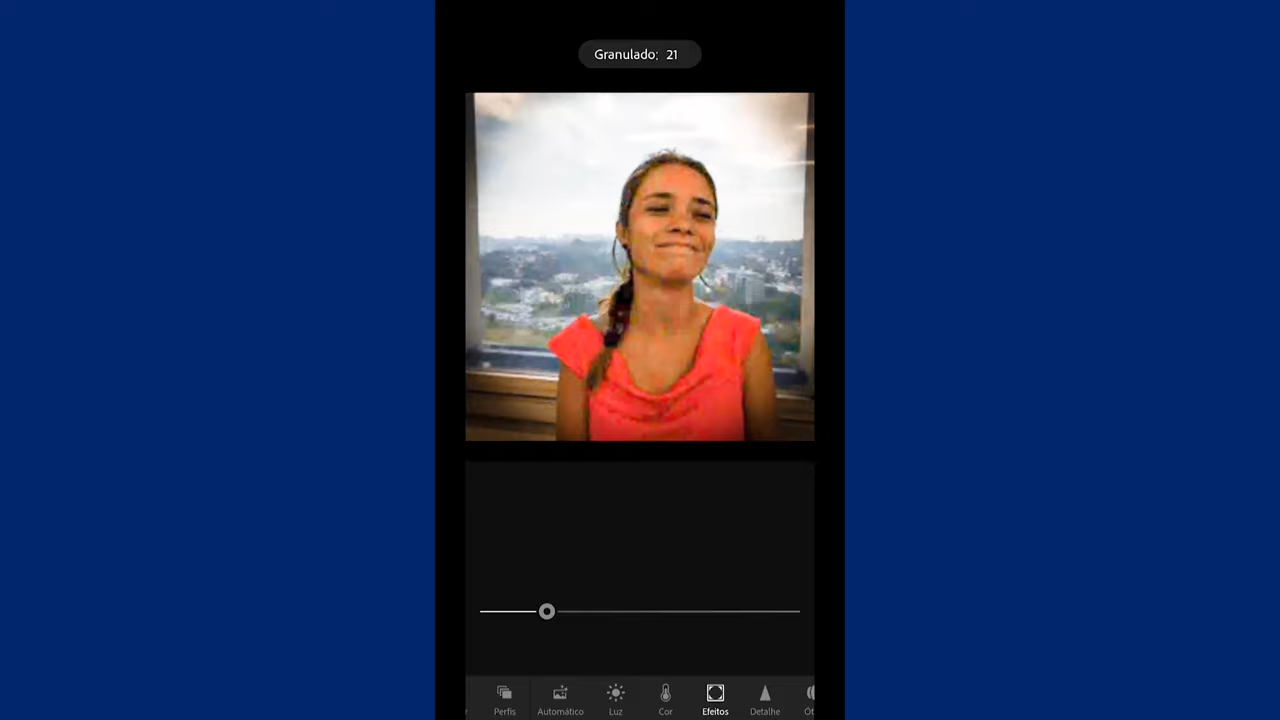 Granulado: 21
Perfis
Automático
Luz
Cor
Efeitos
Detalhe